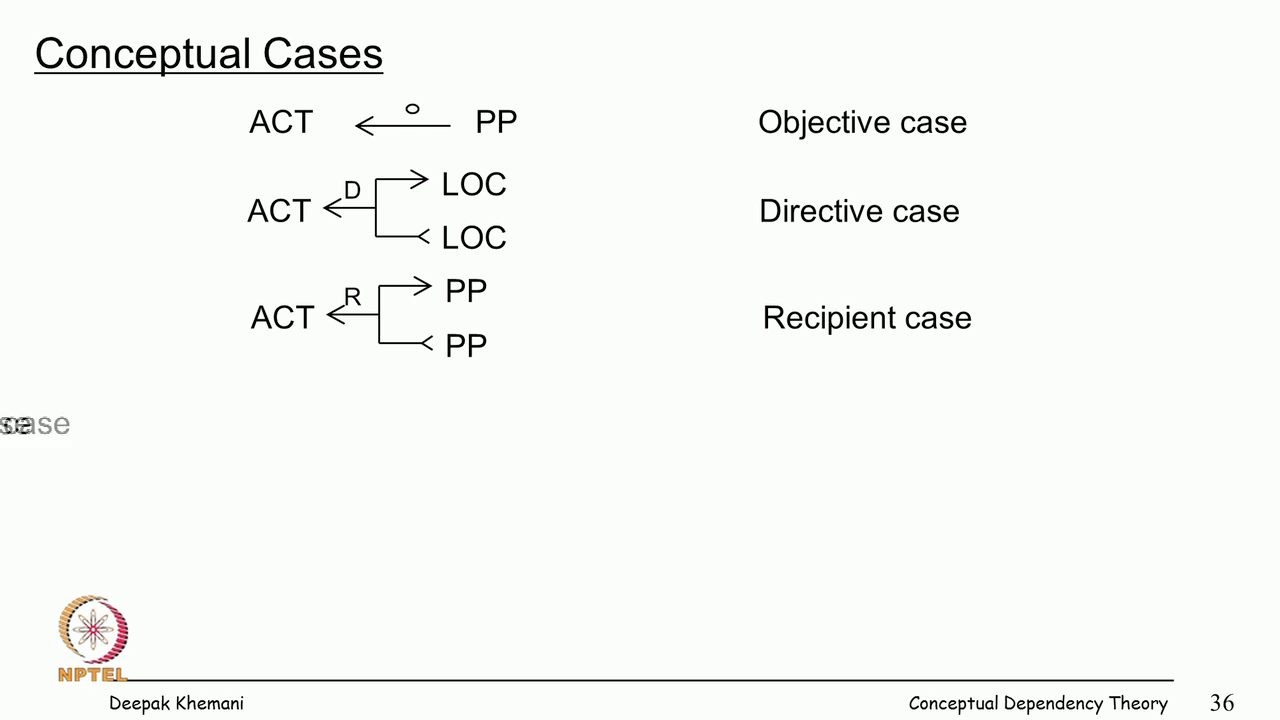 Conceptual Cases
ACT o PP Objective case
ACT D LOC Directive case
LOC
ACT R PP Recipient case
PP
case
NPTEL
Deepak Khemani Conceptual Dependency Theory 36